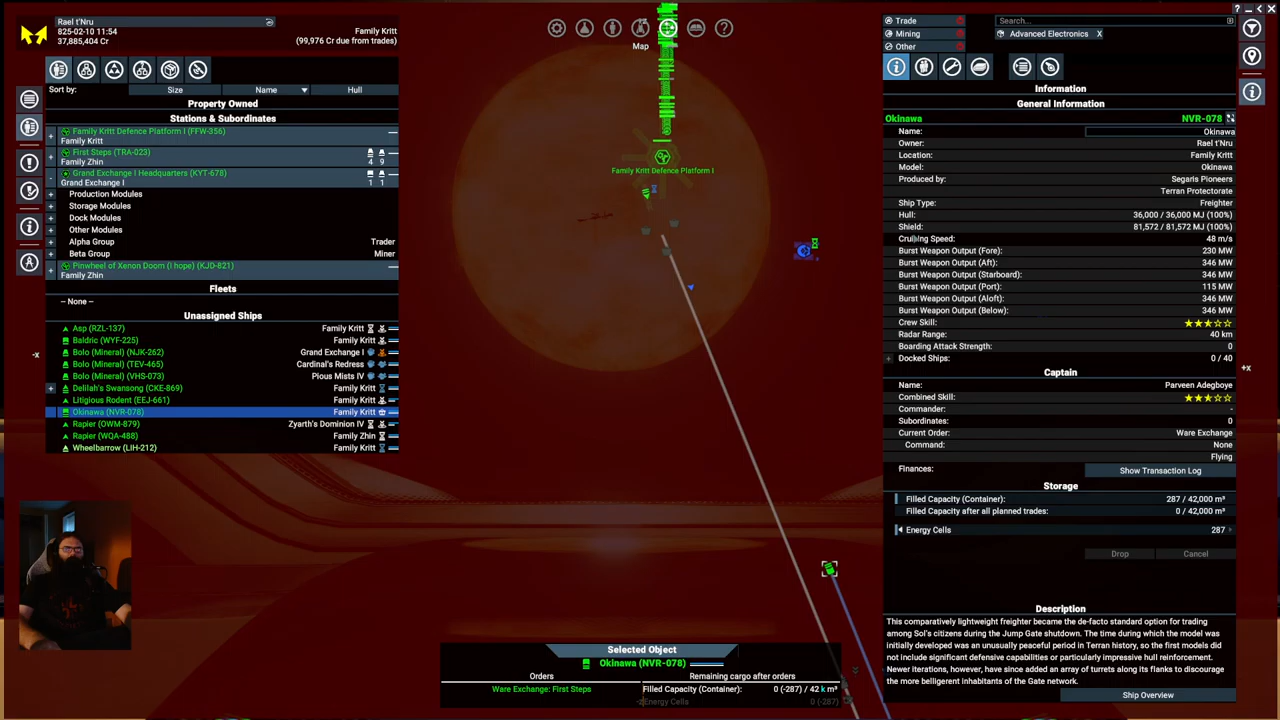 Rael t'Nru
825-02-10 11:54
37,885,404 Cr
Family Kritt
(99,976 Cr due from trades)
Map
Sort by:
Size
Name
Hull
Property Owned
Stations & Subordinates
Family Kritt Defence Platform I (FFW-356)
Family Kritt
First Steps (TRA-023)
Family Zhin
4 9
Grand Exchange I Headquarters (KYT-678)
Grand Exchange I
1 1
Production Modules
Storage Modules
Dock Modules
Other Modules
Alpha Group Trader
Beta Group Miner
Pinwheel of Xenon Doom (I hope) (KJD-821)
Family Zhin
Fleets
-- None --
Unassigned Ships
Asp (RZL-137) Family Kritt
Baldric (WYF-225) Family Kritt
Bolo (Mineral) (NJK-262) Grand Exchange I
Bolo (Mineral) (TEV-465) Cardinal's Redress
Bolo (Mineral) (VHS-073) Pious Mists IV
Delilah's Swansong (CKE-869) Family Kritt
Litigious Rodent (EEJ-661) Family Kritt
Okinawa (NVR-078) Family Kritt
Rapier (OWM-879) Zyarth's Dominion IV
Rapier (WQA-488) Family Zhin
Wheelbarrow (LIH-212) Family Kritt
-x
Family Kritt Defence Platform I
+x
Selected Object
Okinawa (NVR-078)
Orders
Remaining cargo after orders
Ware Exchange: First Steps
Filled Capacity (Container): 0 (-287) / 42 k m³
Energy Cells 0 (-287)
Trade
Mining
Other
Search...
Advanced Electronics X
Information
General Information
Okinawa NVR-078
Name: Okinawa
Owner: Rael t'Nru
Location: Family Kritt
Model: Okinawa
Produced by: Segaris Pioneers
Terran Protectorate
Ship Type: Freighter
Hull: 36,000 / 36,000 MJ (100%)
Shield: 81,572 / 81,572 MJ (100%)
Cruising Speed: 48 m/s
Burst Weapon Output (Fore): 230 MW
Burst Weapon Output (Aft): 346 MW
Burst Weapon Output (Starboard): 346 MW
Burst Weapon Output (Port): 115 MW
Burst Weapon Output (Aloft): 346 MW
Burst Weapon Output (Below): 346 MW
Crew Skill:
Radar Range: 40 km
Boarding Attack Strength: 0
Docked Ships: 0 / 40
Captain
Name: Parveen Adegboye
Combined Skill:
Commander: -
Subordinates: 0
Current Order: Ware Exchange
Command: None
Flying
Finances: Show Transaction Log
Storage
Filled Capacity (Container): 287 / 42,000 m³
Filled Capacity after all planned trades: 0 / 42,000 m³
Energy Cells 287
Drop
Cancel
Description
This comparatively lightweight freighter became the de-facto standard option for trading
among Sol's citizens during the Jump Gate shutdown. The time during which the model was
initially developed was an unusually peaceful period in Terran history, so the first models did
not include significant defensive capabilities or particularly impressive hull reinforcement.
Newer iterations, however, have since added an array of turrets along its flanks to discourage
the more belligerent inhabitants of the Gate network.
Ship Overview